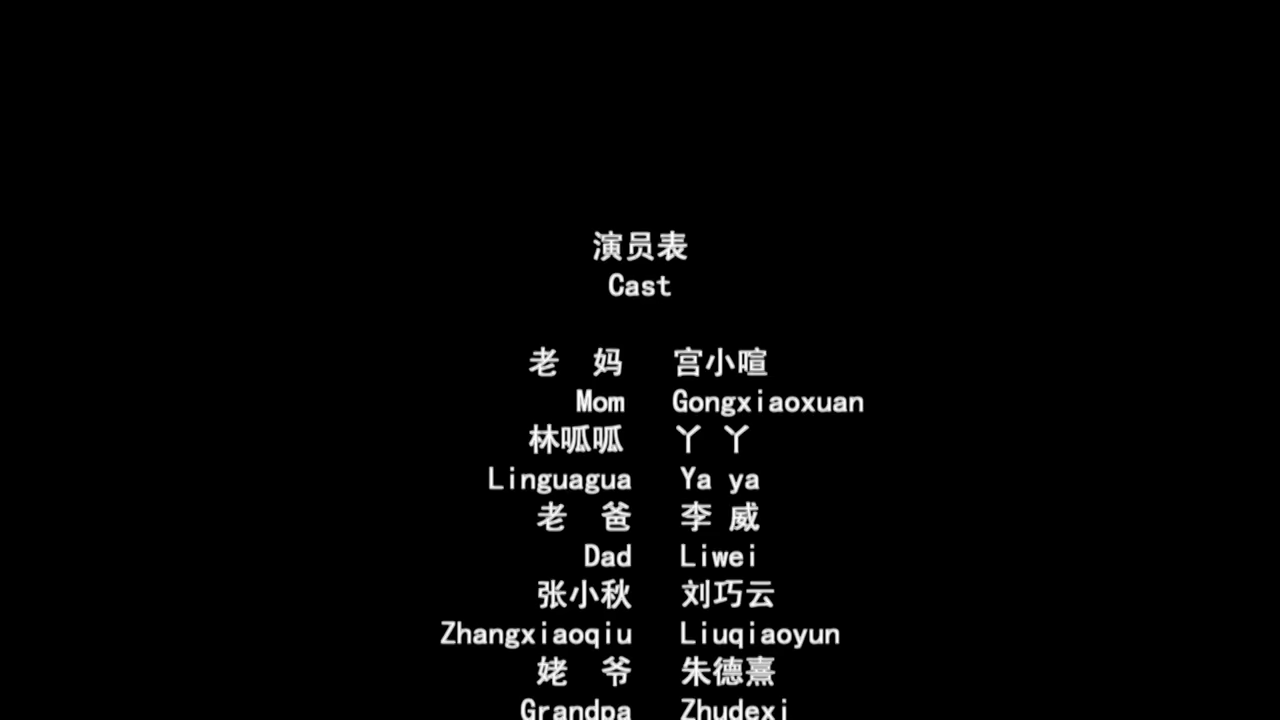 演员表
Cast
老 妈 宫小喧
Mom Gongxiaoxuan
林呱呱 丫 丫
Linguagua Ya ya
老 爸 李 威
Dad Liwei
张小秋 刘巧云
Zhangxiaoqiu Liuqiaoyun
姥 爷 朱德熹
Grandpa Zhudexi